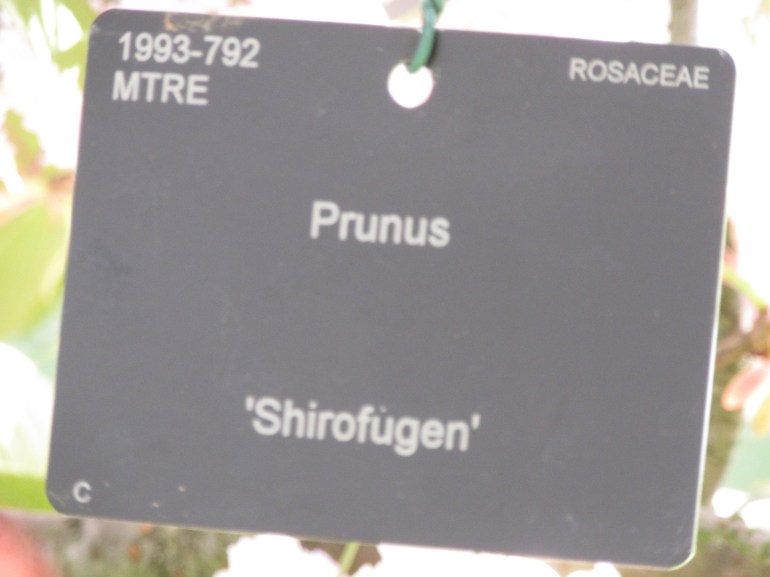 1993-792
MTRE
ROSACEAE
Prunus
'Shirofugen'
C